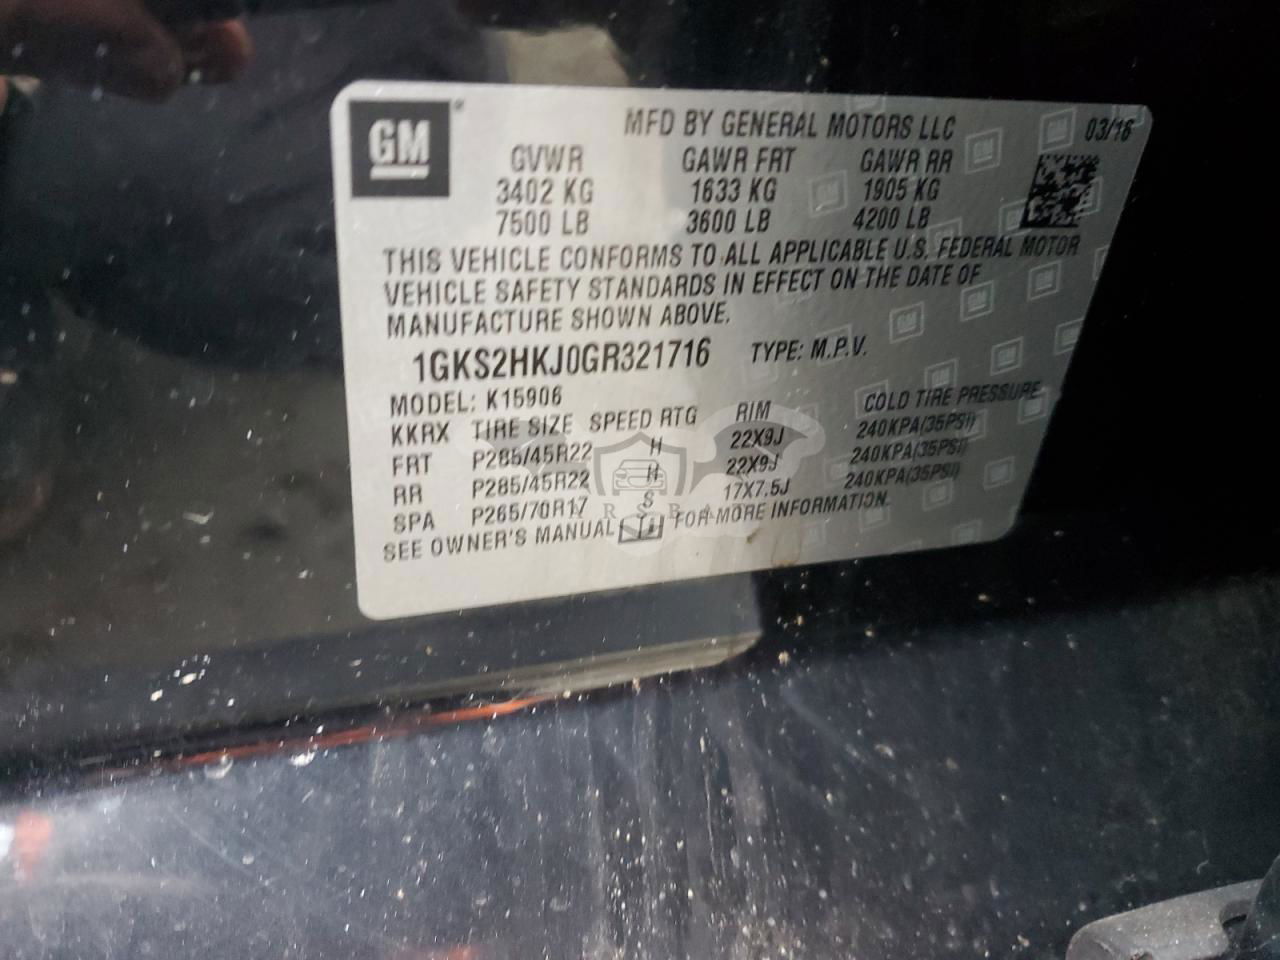 GM
MFD BY GENERAL MOTORS LLC 03/16
GVWR GAWR FRT GAWR RR
3402 KG 1633 KG 1905 KG
7500 LB 3600 LB 4200 LB
THIS VEHICLE CONFORMS TO ALL APPLICABLE U.S. FEDERAL MOTOR
VEHICLE SAFETY STANDARDS IN EFFECT ON THE DATE OF
MANUFACTURE SHOWN ABOVE.
1GKS2HKJ0GR321716 TYPE: M.P.V.
MODEL: K15906
KKRX TIRE SIZE SPEED RTG RIM COLD TIRE PRESSURE
FRT P285/45R22 H 22X9J 240KPA(35PSI)
RR P285/45R22 H 22X9J 240KPA(35PSI)
SPA P265/70R17 S 17X7.5J 240KPA(35PSI)
SEE OWNER'S MANUAL FOR MORE INFORMATION.